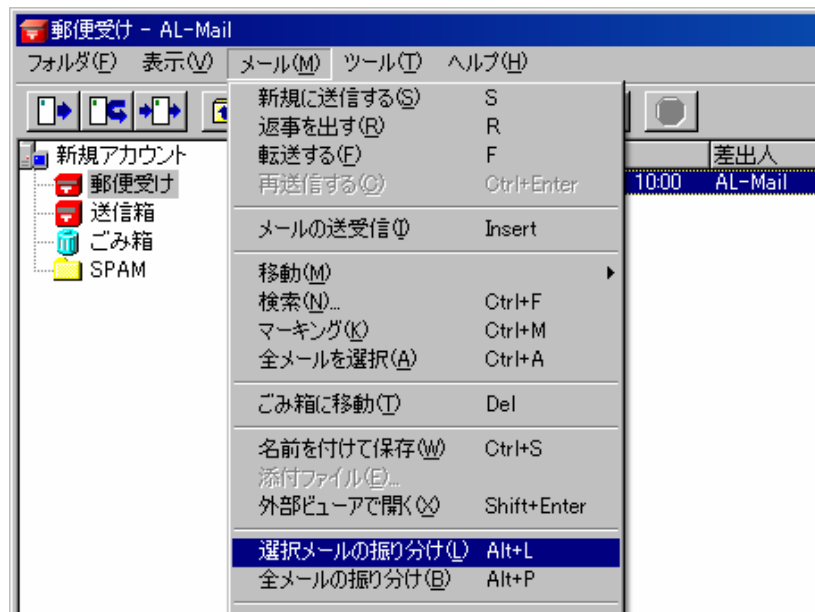 郵便受け - AL-Mail
フォルダ(F) 表示(V) メール(M) ツール(T) ヘルプ(H)
新規アカウント
郵便受け
送信箱
ごみ箱
SPAM
新規に送信する(S) S
返事を出す(R) R
転送する(F) F
再送信する(C) Ctrl+Enter
メールの送受信(I) Insert
移動(M)
検索(N)... Ctrl+F
マーキング(K) Ctrl+M
全メールを選択(A) Ctrl+A
ごみ箱に移動(T) Del
名前を付けて保存(W) Ctrl+S
添付ファイル(E)...
外部ビューアで開く(X) Shift+Enter
選択メールの振り分け(L) Alt+L
全メールの振り分け(B) Alt+P
差出人
10:00 AL-Mail